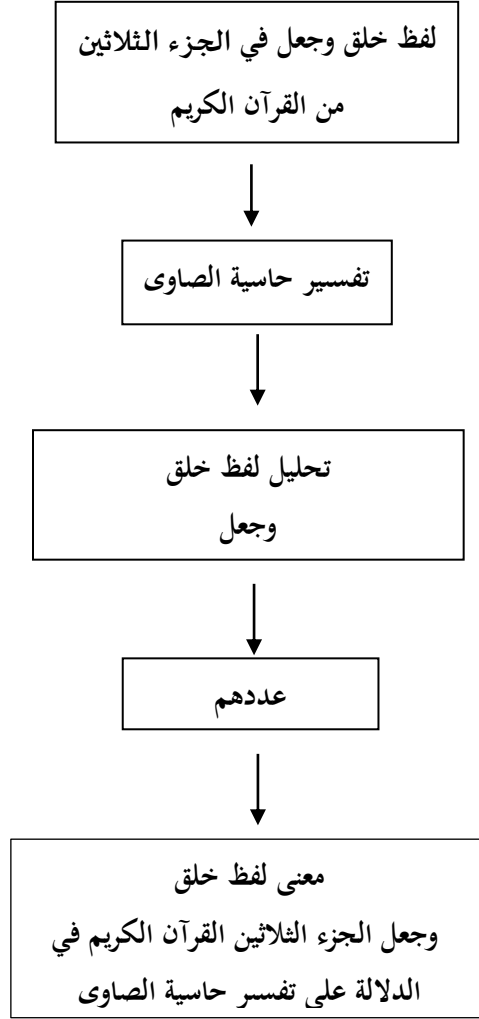 لفظ خلق وجعل في الجزء الثلاثين
من القرآن الكريم
تفسير حاسية الصاوى
تحليل لفظ خلق
وجعل
عددهم
معنى لفظ خلق
وجعل الجزء الثلاثين القرآن الكريم في
الدلالة على تفسر حاسية الصاوى